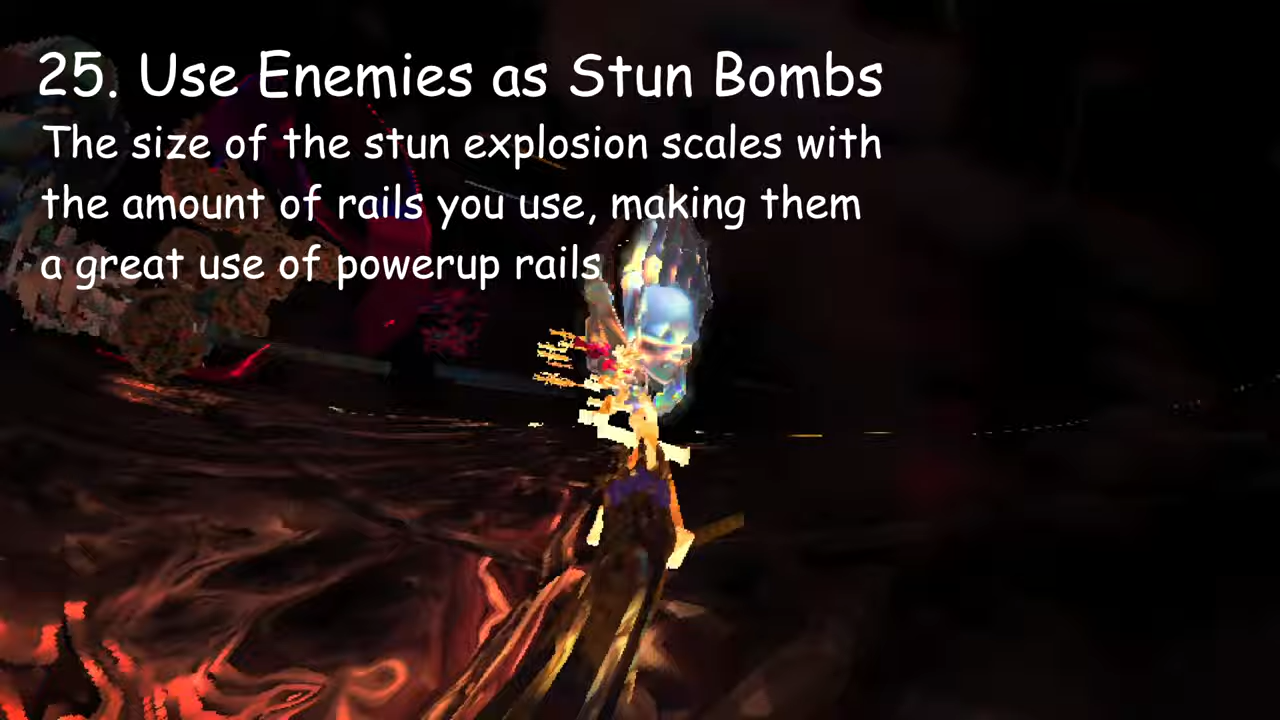 25. Use Enemies as Stun Bombs
The size of the stun explosion scales with
the amount of rails you use, making them
a great use of powerup rails